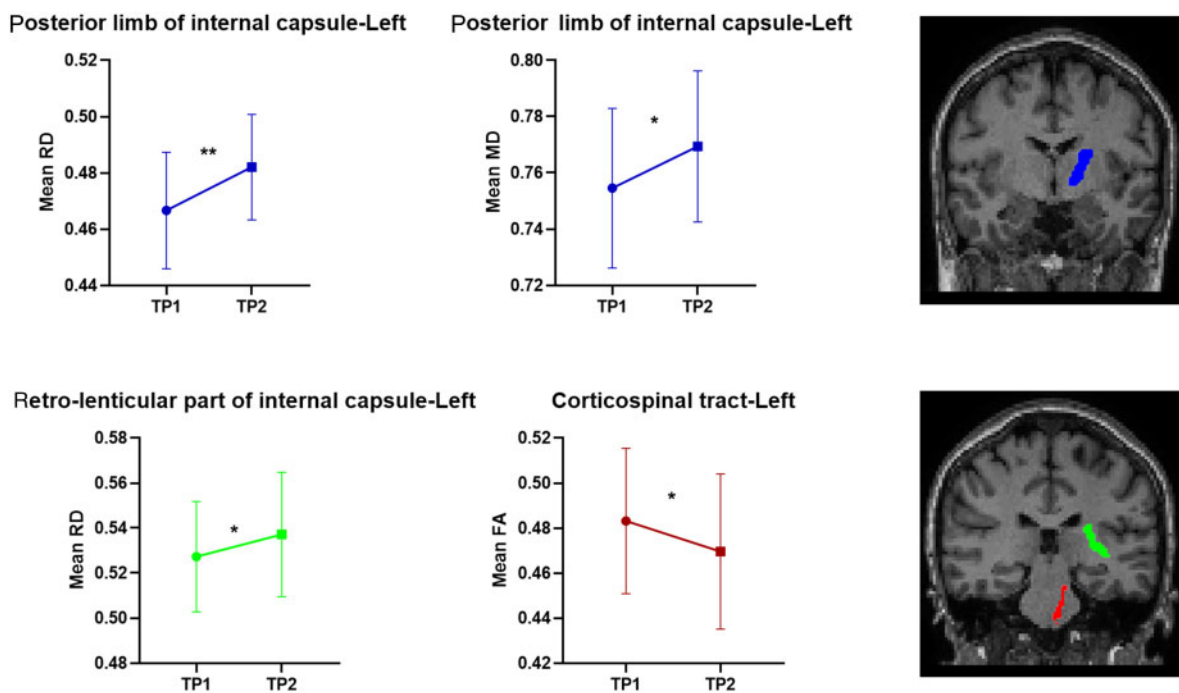 Posterior limb of internal capsule-Left
Posterior limb of internal capsule-Left
0.52
0.50
0.48
0.46
0.44
Mean RD
**
TP1
TP2
0.80
0.78
0.76
0.74
0.72
Mean MD
*
TP1
TP2
Retro-lenticular part of internal capsule-Left
Corticospinal tract-Left
0.58
0.56
0.54
0.52
0.50
0.48
Mean RD
*
TP1
TP2
0.52
0.50
0.48
0.46
0.44
0.42
Mean FA
*
TP1
TP2